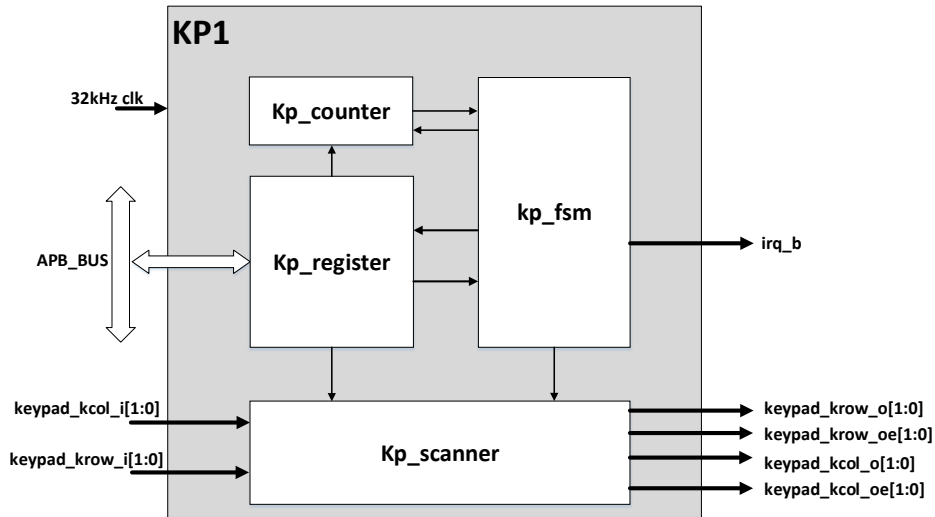 KP1
32kHz clk
Kp_counter
kp_fsm
Kp_register
APB_BUS
irq_b
keypad_kcol_i[1:0]
keypad_krow_i[1:0]
Kp_scanner
keypad_krow_o[1:0]
keypad_krow_oe[1:0]
keypad_kcol_o[1:0]
keypad_kcol_oe[1:0]